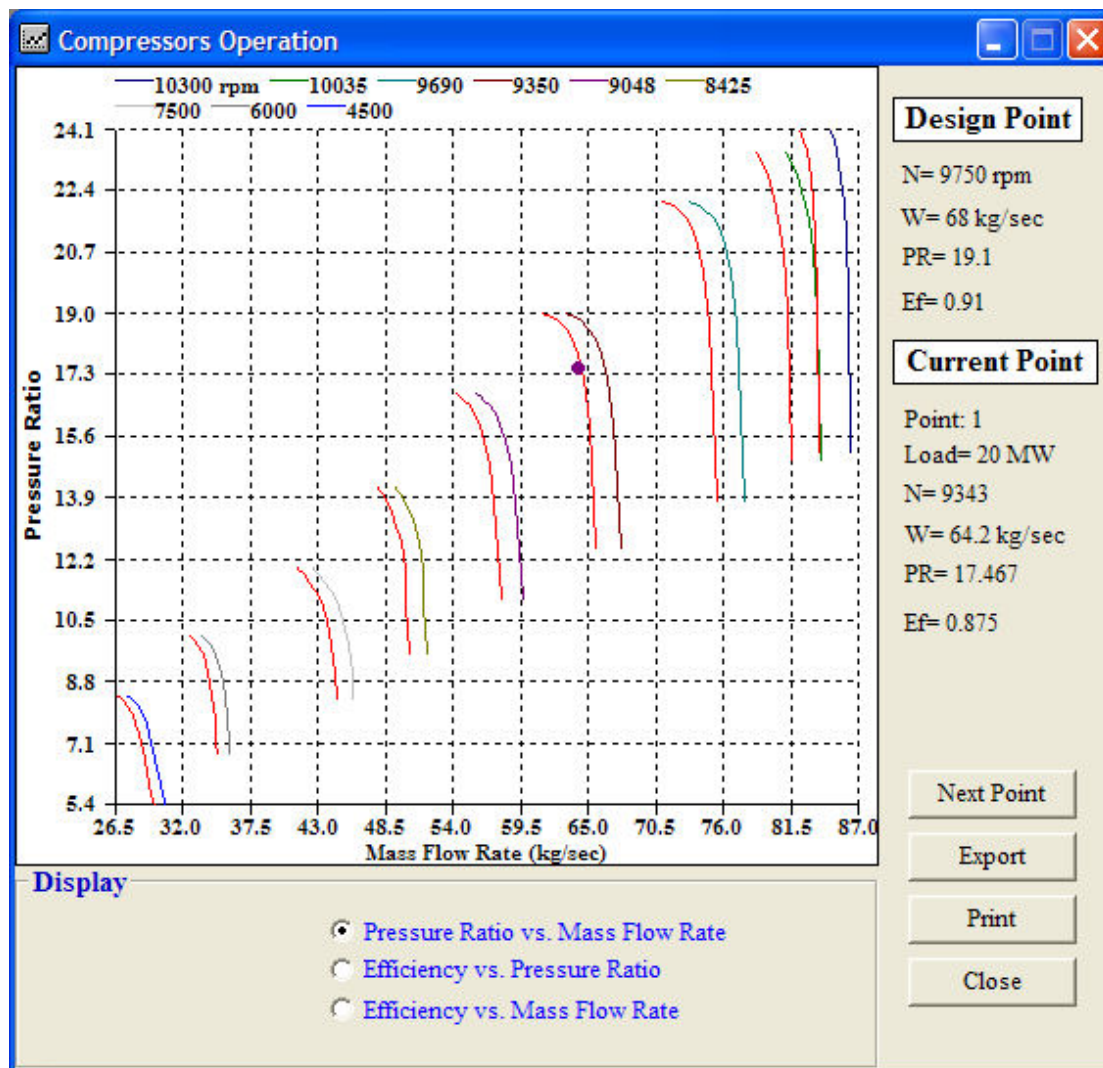 Compressors Operation
10300 rpm 10035 9690 9350 9048 8425
7500 6000 4500
24.1
22.4
20.7
19.0
17.3
15.6
13.9
12.2
10.5
8.8
7.1
5.4
Pressure Ratio
26.5 32.0 37.5 43.0 48.5 54.0 59.5 65.0 70.5 76.0 81.5 87.0
Mass Flow Rate (kg/sec)
Design Point
N= 9750 rpm
W= 68 kg/sec
PR= 19.1
Ef= 0.91
Current Point
Point: 1
Load= 20 MW
N= 9343
W= 64.2 kg/sec
PR= 17.467
Ef= 0.875
Next Point
Export
Print
Close
Display
Pressure Ratio vs. Mass Flow Rate
Efficiency vs. Pressure Ratio
Efficiency vs. Mass Flow Rate